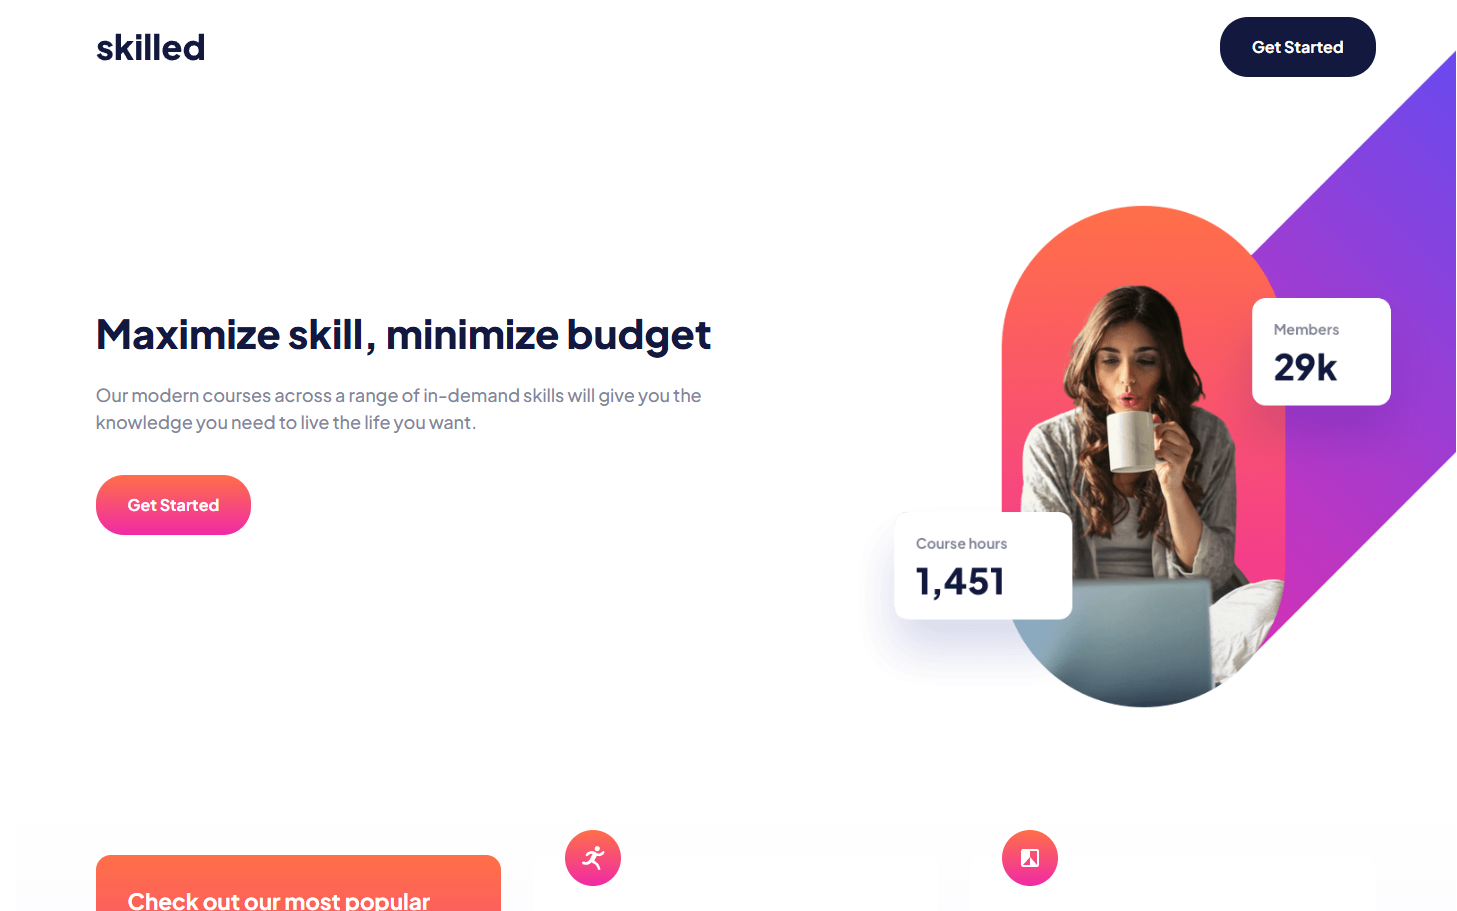 skilled
Get Started
Maximize skill, minimize budget
Our modern courses across a range of in-demand skills will give you the
knowledge you need to live the life you want.
Get Started
Members
29k
Course hours
1,451
Check out our most popular